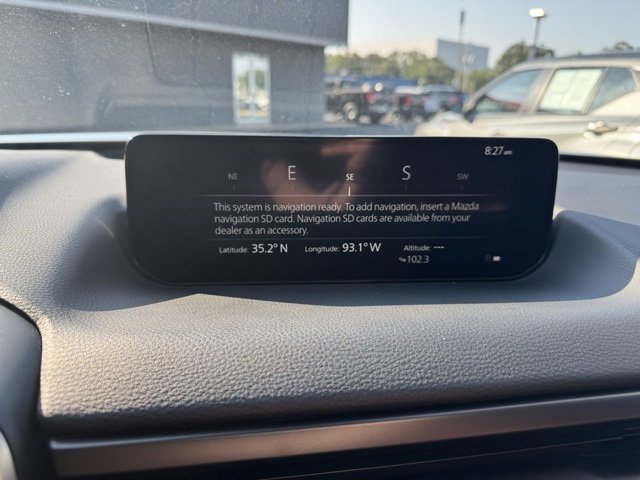 8:27 am
NE E SE S SW
This system is navigation ready. To add navigation, insert a Mazda
navigation SD card. Navigation SD cards are available from your
dealer as an accessory.
Latitude: 35.2° N Longitude: 93.1° W Altitude: ---
102.3